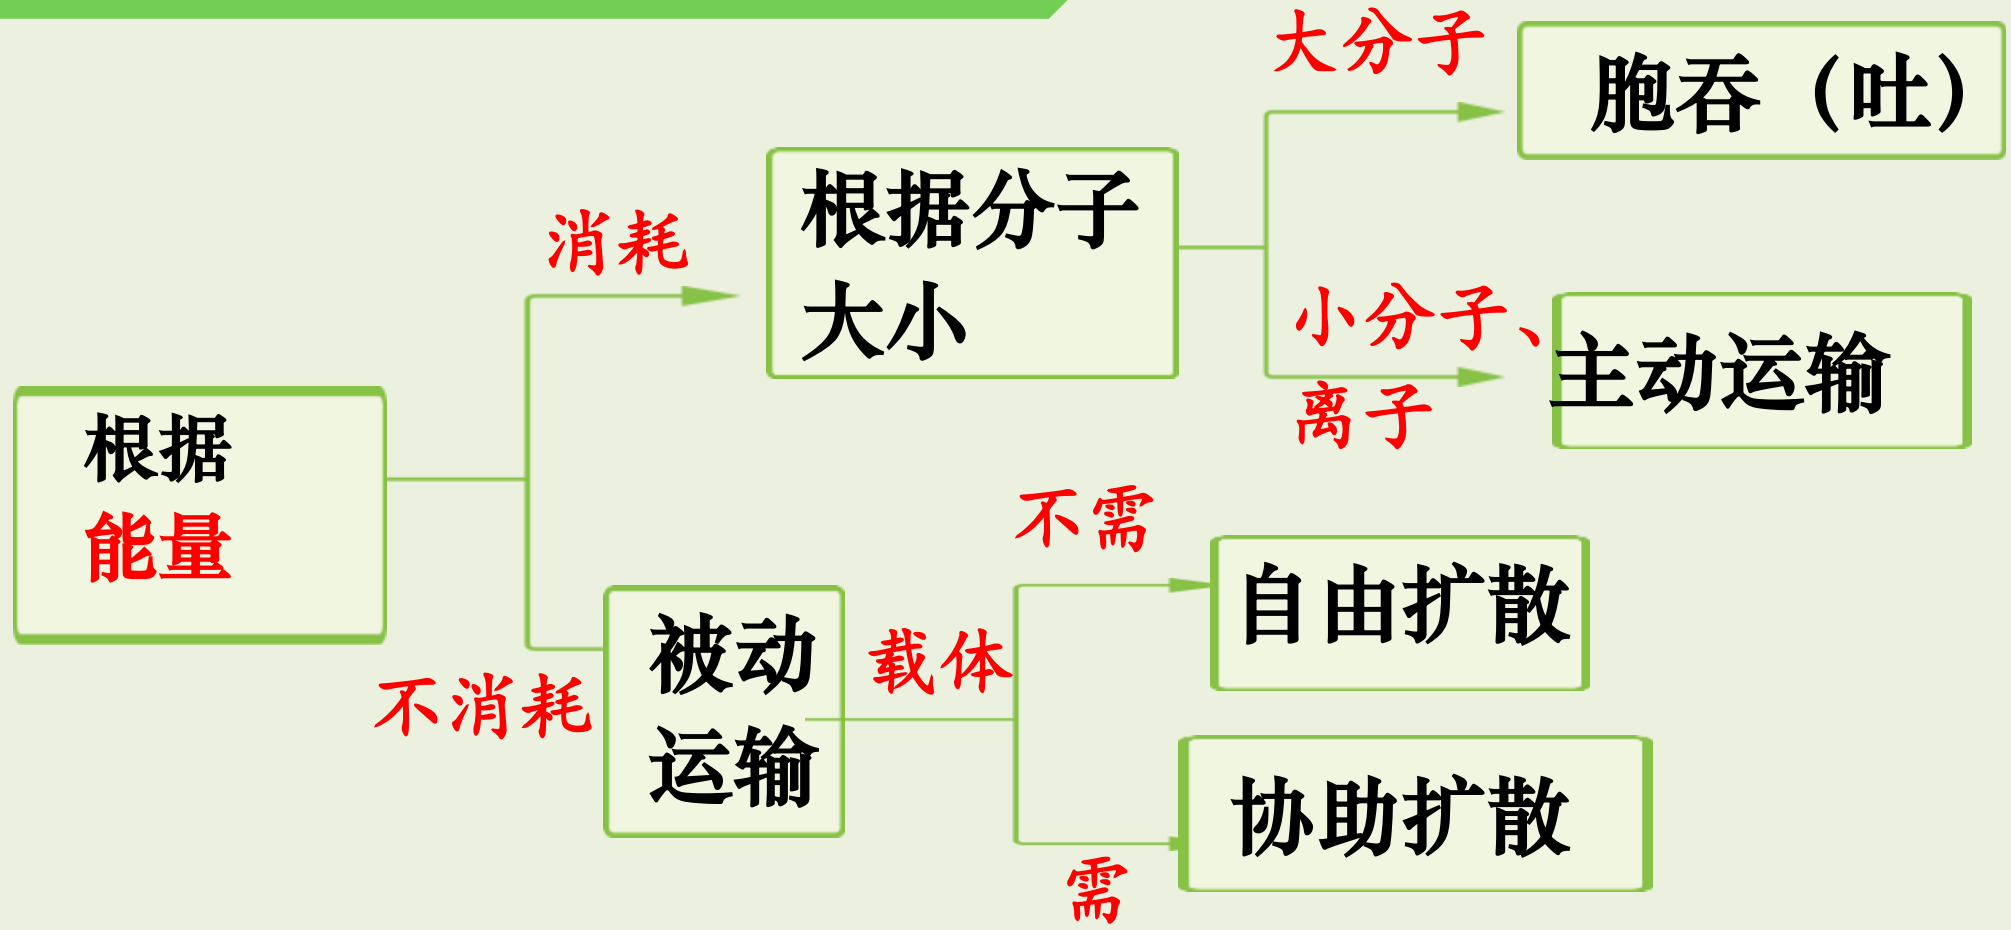 大分子
胞吞（吐）
根据分子
大小
消耗
小分子、
离子
主动运输
根据
能量
不消耗
被动
运输
载体
不需
自由扩散
需
协助扩散